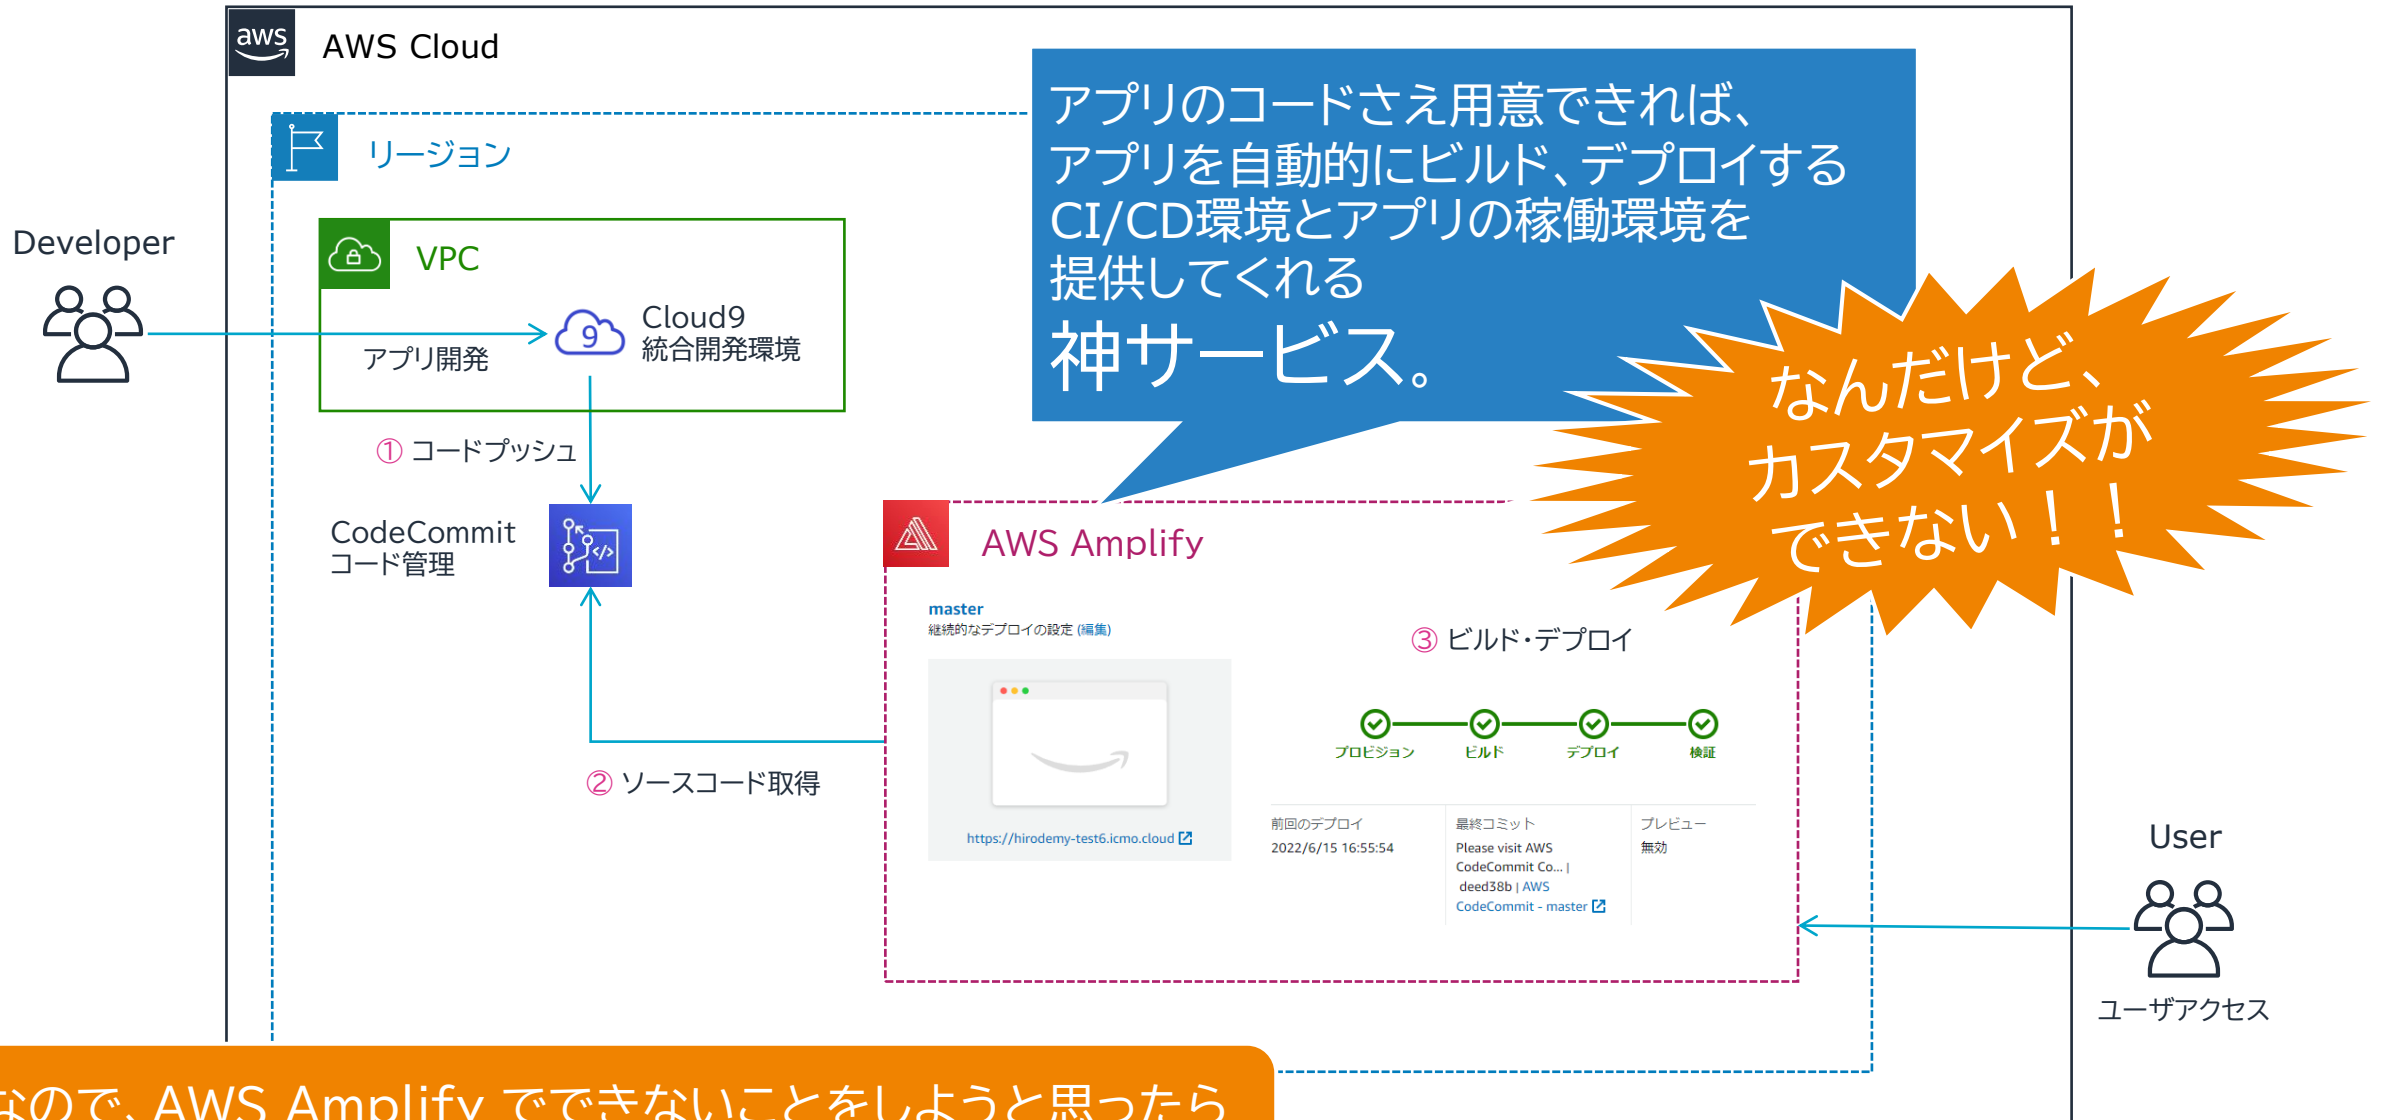 aws
AWS Cloud
リージョン
アプリのコードさえ用意できれば、
アプリを自動的にビルド、デプロイする
CI/CD環境とアプリの稼働環境を
提供してくれる
神サービス。
なんだけど、
カスタマイズが
できない！！
Developer
VPC
9
Cloud9
統合開発環境
アプリ開発
① コードプッシュ
CodeCommit
コード管理
② ソースコード取得
AWS Amplify
master
継続的なデプロイの設定 (編集)
https://hirodemy-test6.icmo.cloud
③ ビルド・デプロイ
プロビジョン
ビルド
デプロイ
検証
前回のデプロイ
2022/6/15 16:55:54
最終コミット
Please visit AWS
CodeCommit Co... |
deed38b | AWS
CodeCommit - master
プレビュー
無効
User
ユーザアクセス
なので、AWS Amplify でできないことをしようと思ったら